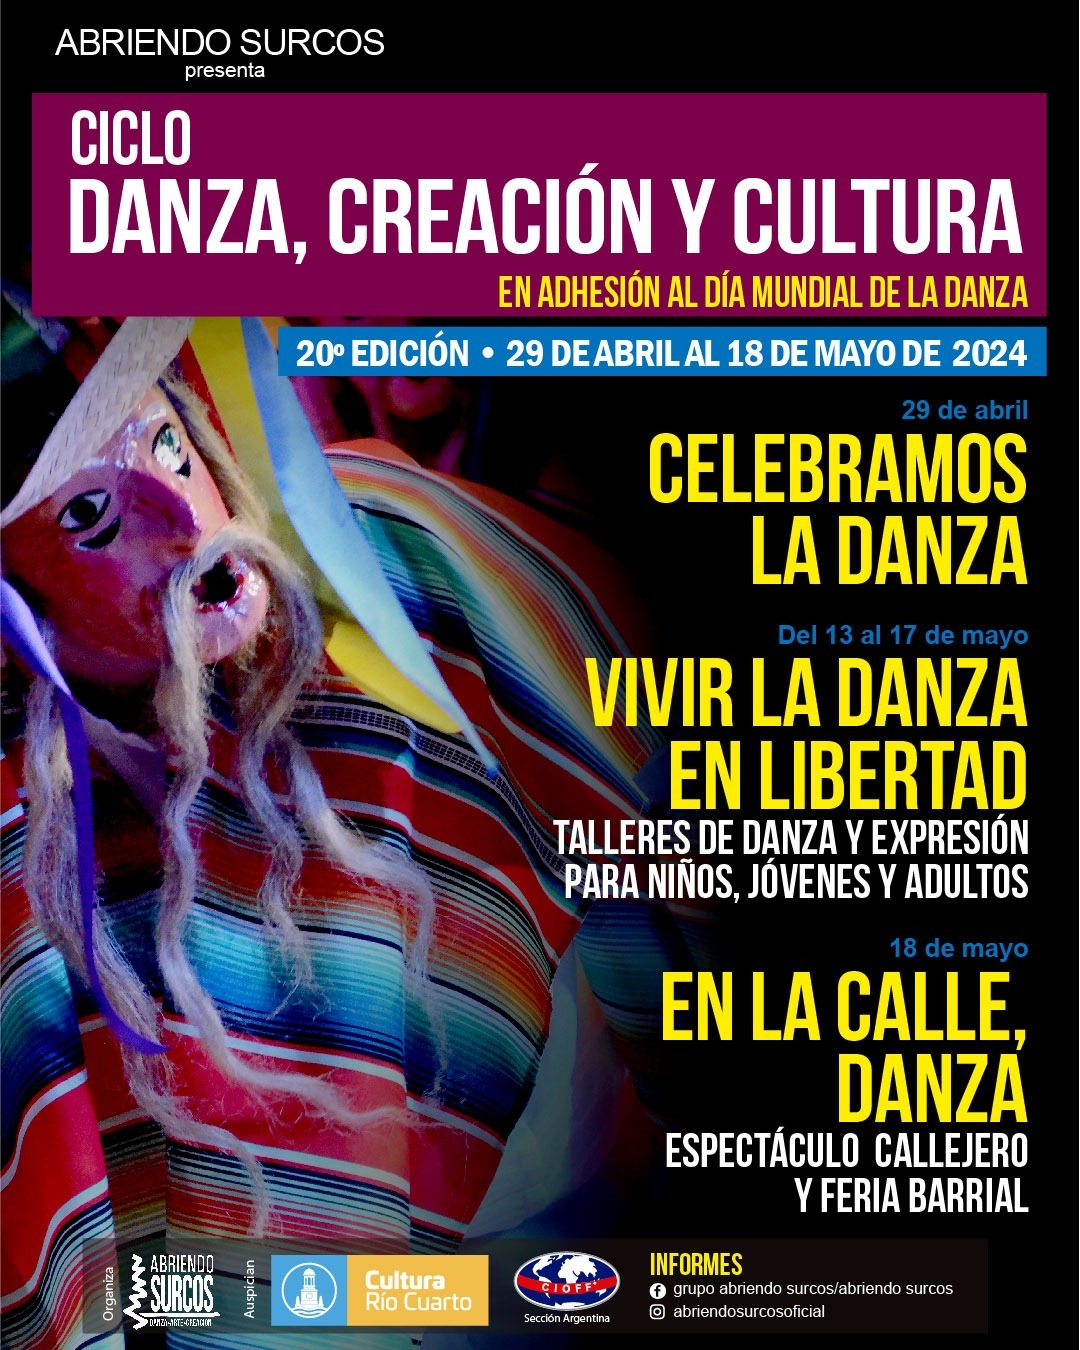 ABRIENDO SURCOS
presenta
CICLO
DANZA, CREACIÓN Y CULTURA
EN ADHESIÓN AL DÍA MUNDIAL DE LA DANZA
20º EDICIÓN • 29 DE ABRIL AL 18 DE MAYO DE 2024
29 de abril
CELEBRAMOS
LA DANZA
Del 13 al 17 de mayo
VIVIR LA DANZA
EN LIBERTAD
TALLERES DE DANZA Y EXPRESIÓN
PARA NIÑOS, JÓVENES Y ADULTOS
18 de mayo
EN LA CALLE,
DANZA
ESPECTÁCULO CALLEJERO
Y FERIA BARRIAL
Organiza
ABRIENDO
SURCOS
DANZA-ARTE-CREACION
Auspician
Cultura
Río Cuarto
CIOFF
Sección Argentina
INFORMES
grupo abriendo surcos/abriendo surcos
abriendosurcosoficial